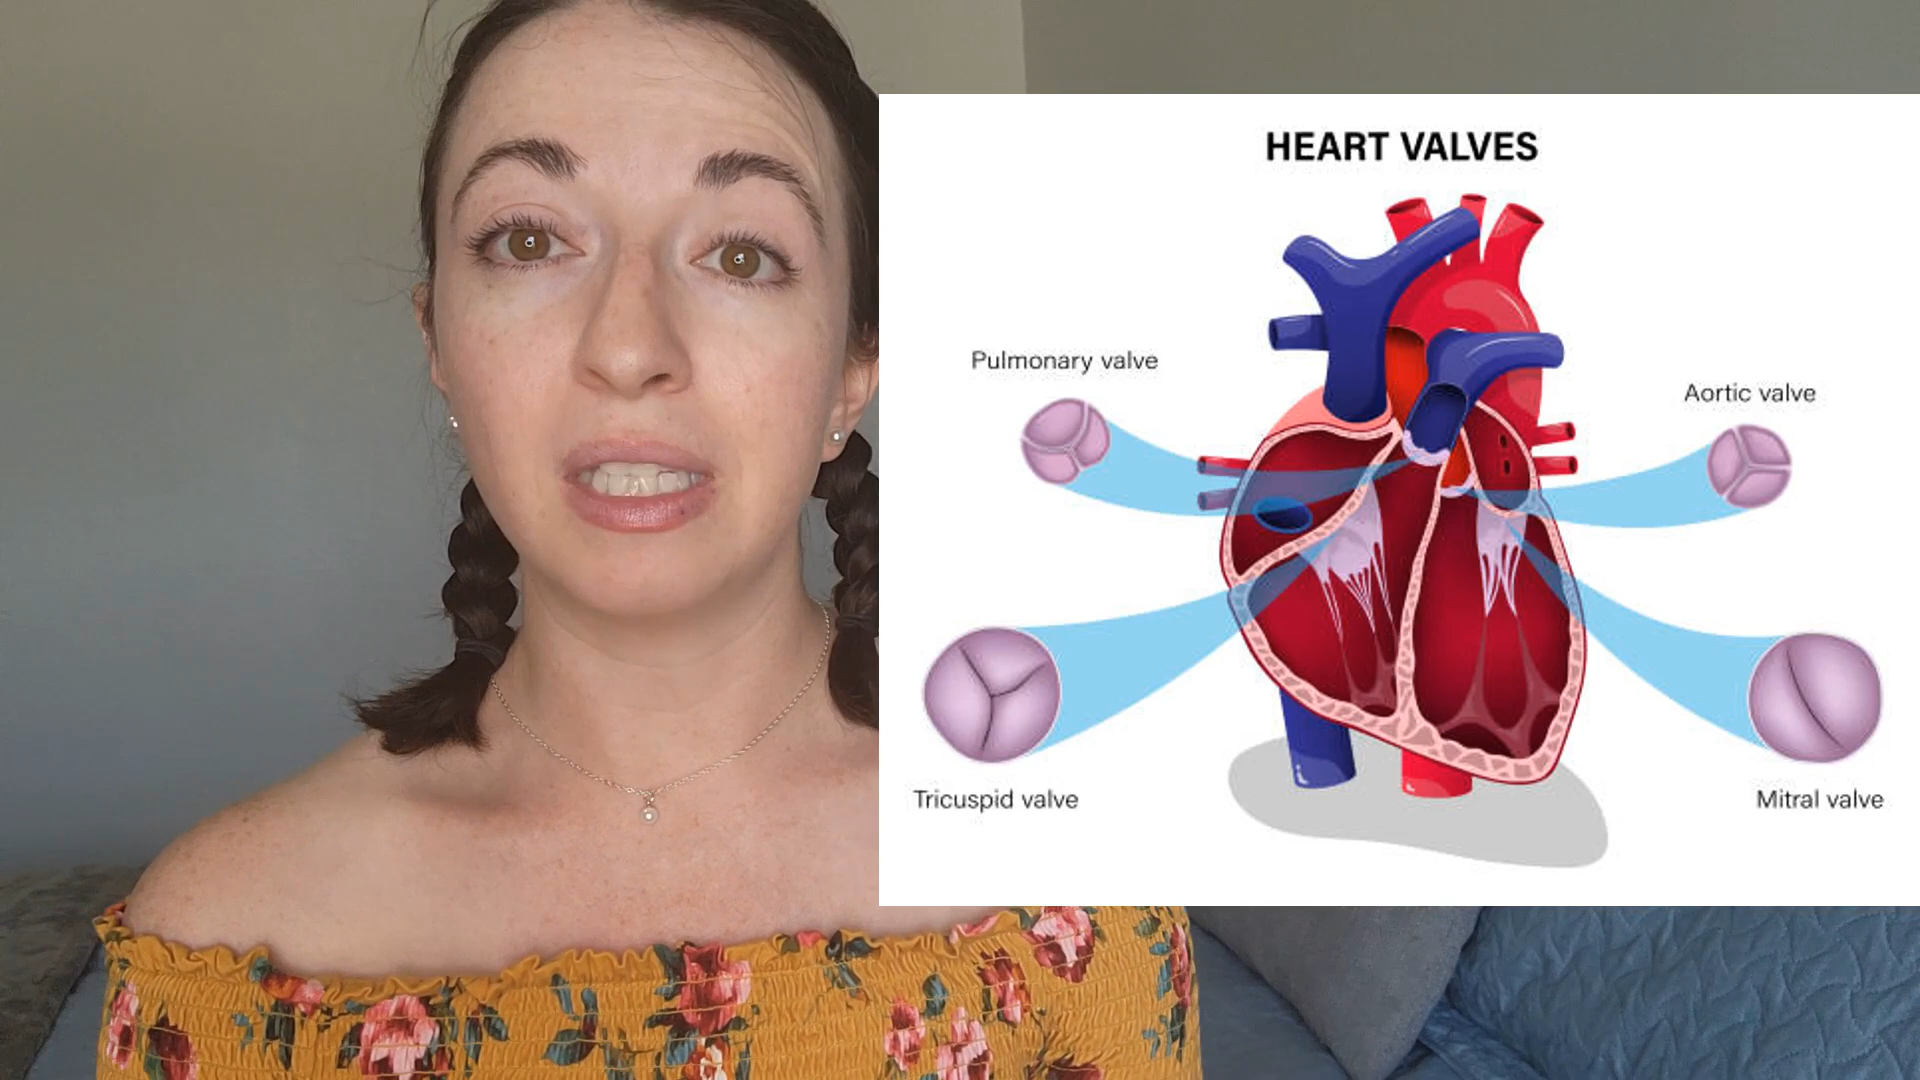 HEART VALVES
Pulmonary valve
Aortic valve
Tricuspid valve
Mitral valve